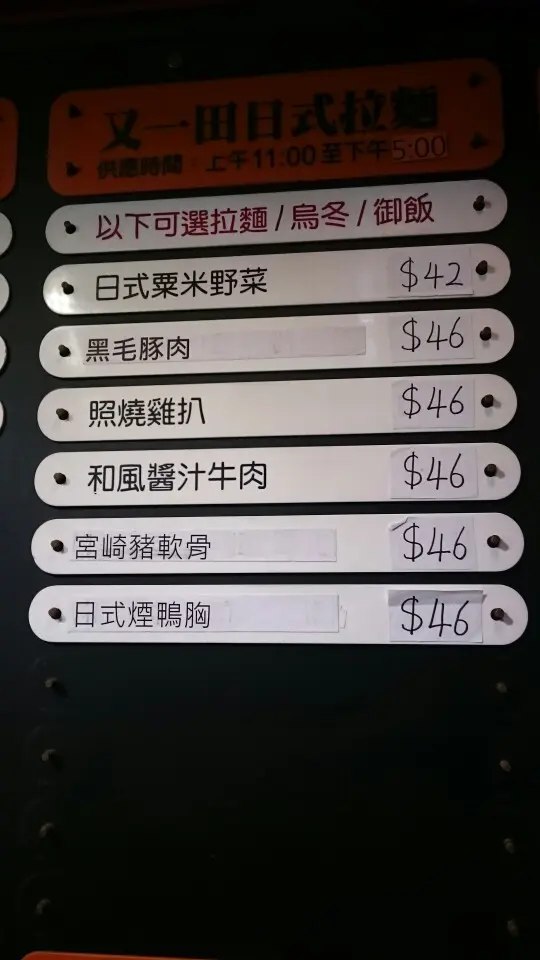 又一田日式拉麵
供應時間：上午11:00至下午5:00
以下可選拉麵/烏冬/御飯
日式粟米野菜 $42
黑毛豚肉 $46
照燒雞扒 $46
和風醬汁牛肉 $46
宮崎豬軟骨 $46
日式煙鴨胸 $46